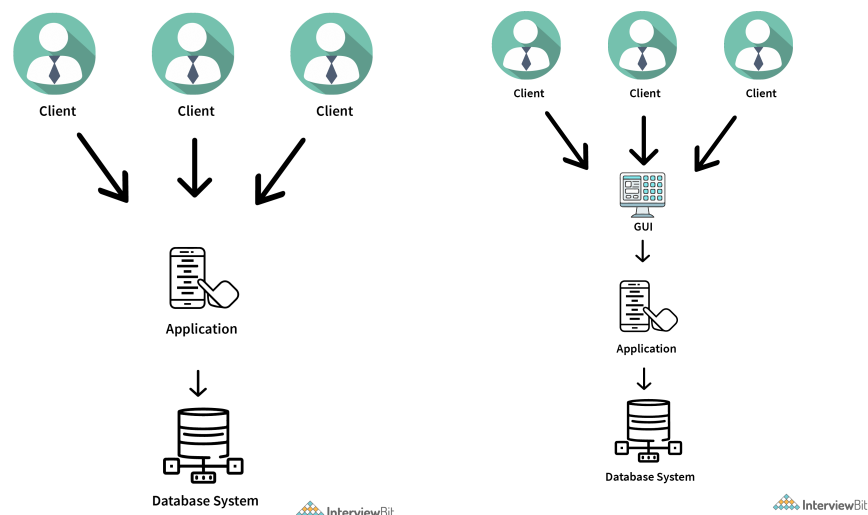 Client
Client
Client
Application
Database System
InterviewBit
Client
Client
Client
GUI
Application
Database System
InterviewBit